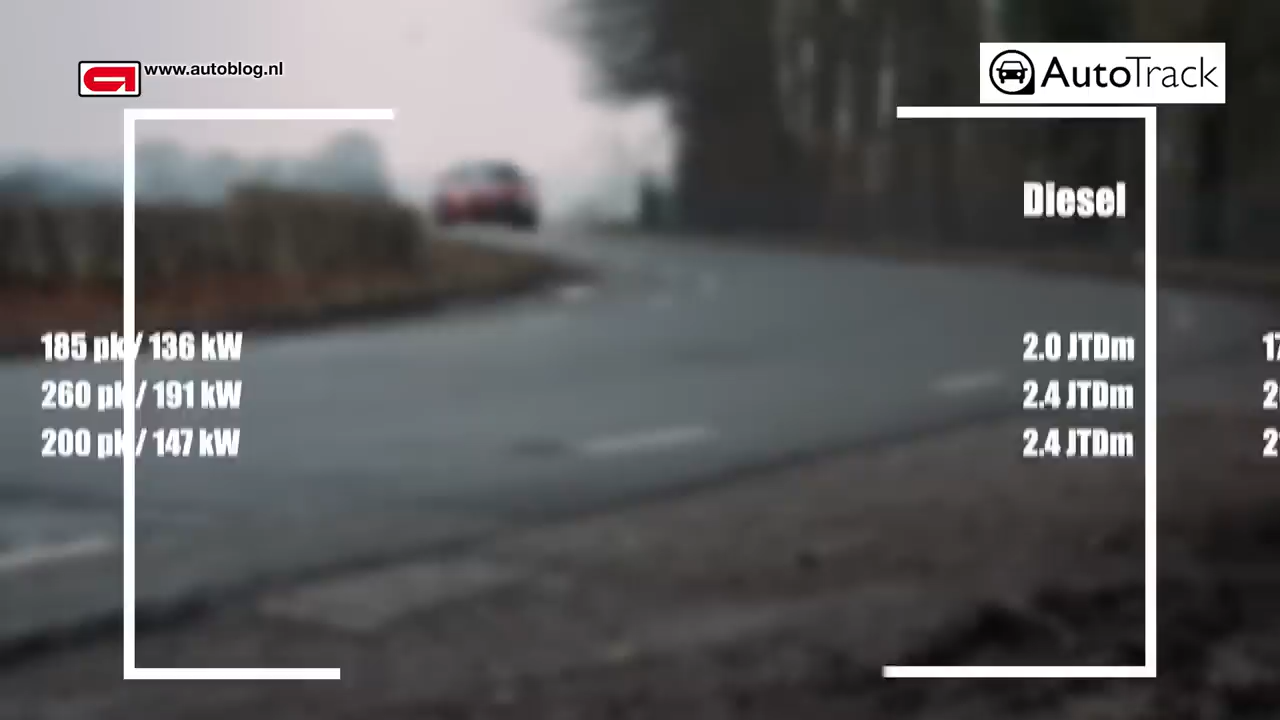 www.autoblog.nl
AutoTrack
Diesel
185 pk / 136 kW
2.0 JTDm
260 pk / 191 kW
2.4 JTDm
200 pk / 147 kW
2.4 JTDm